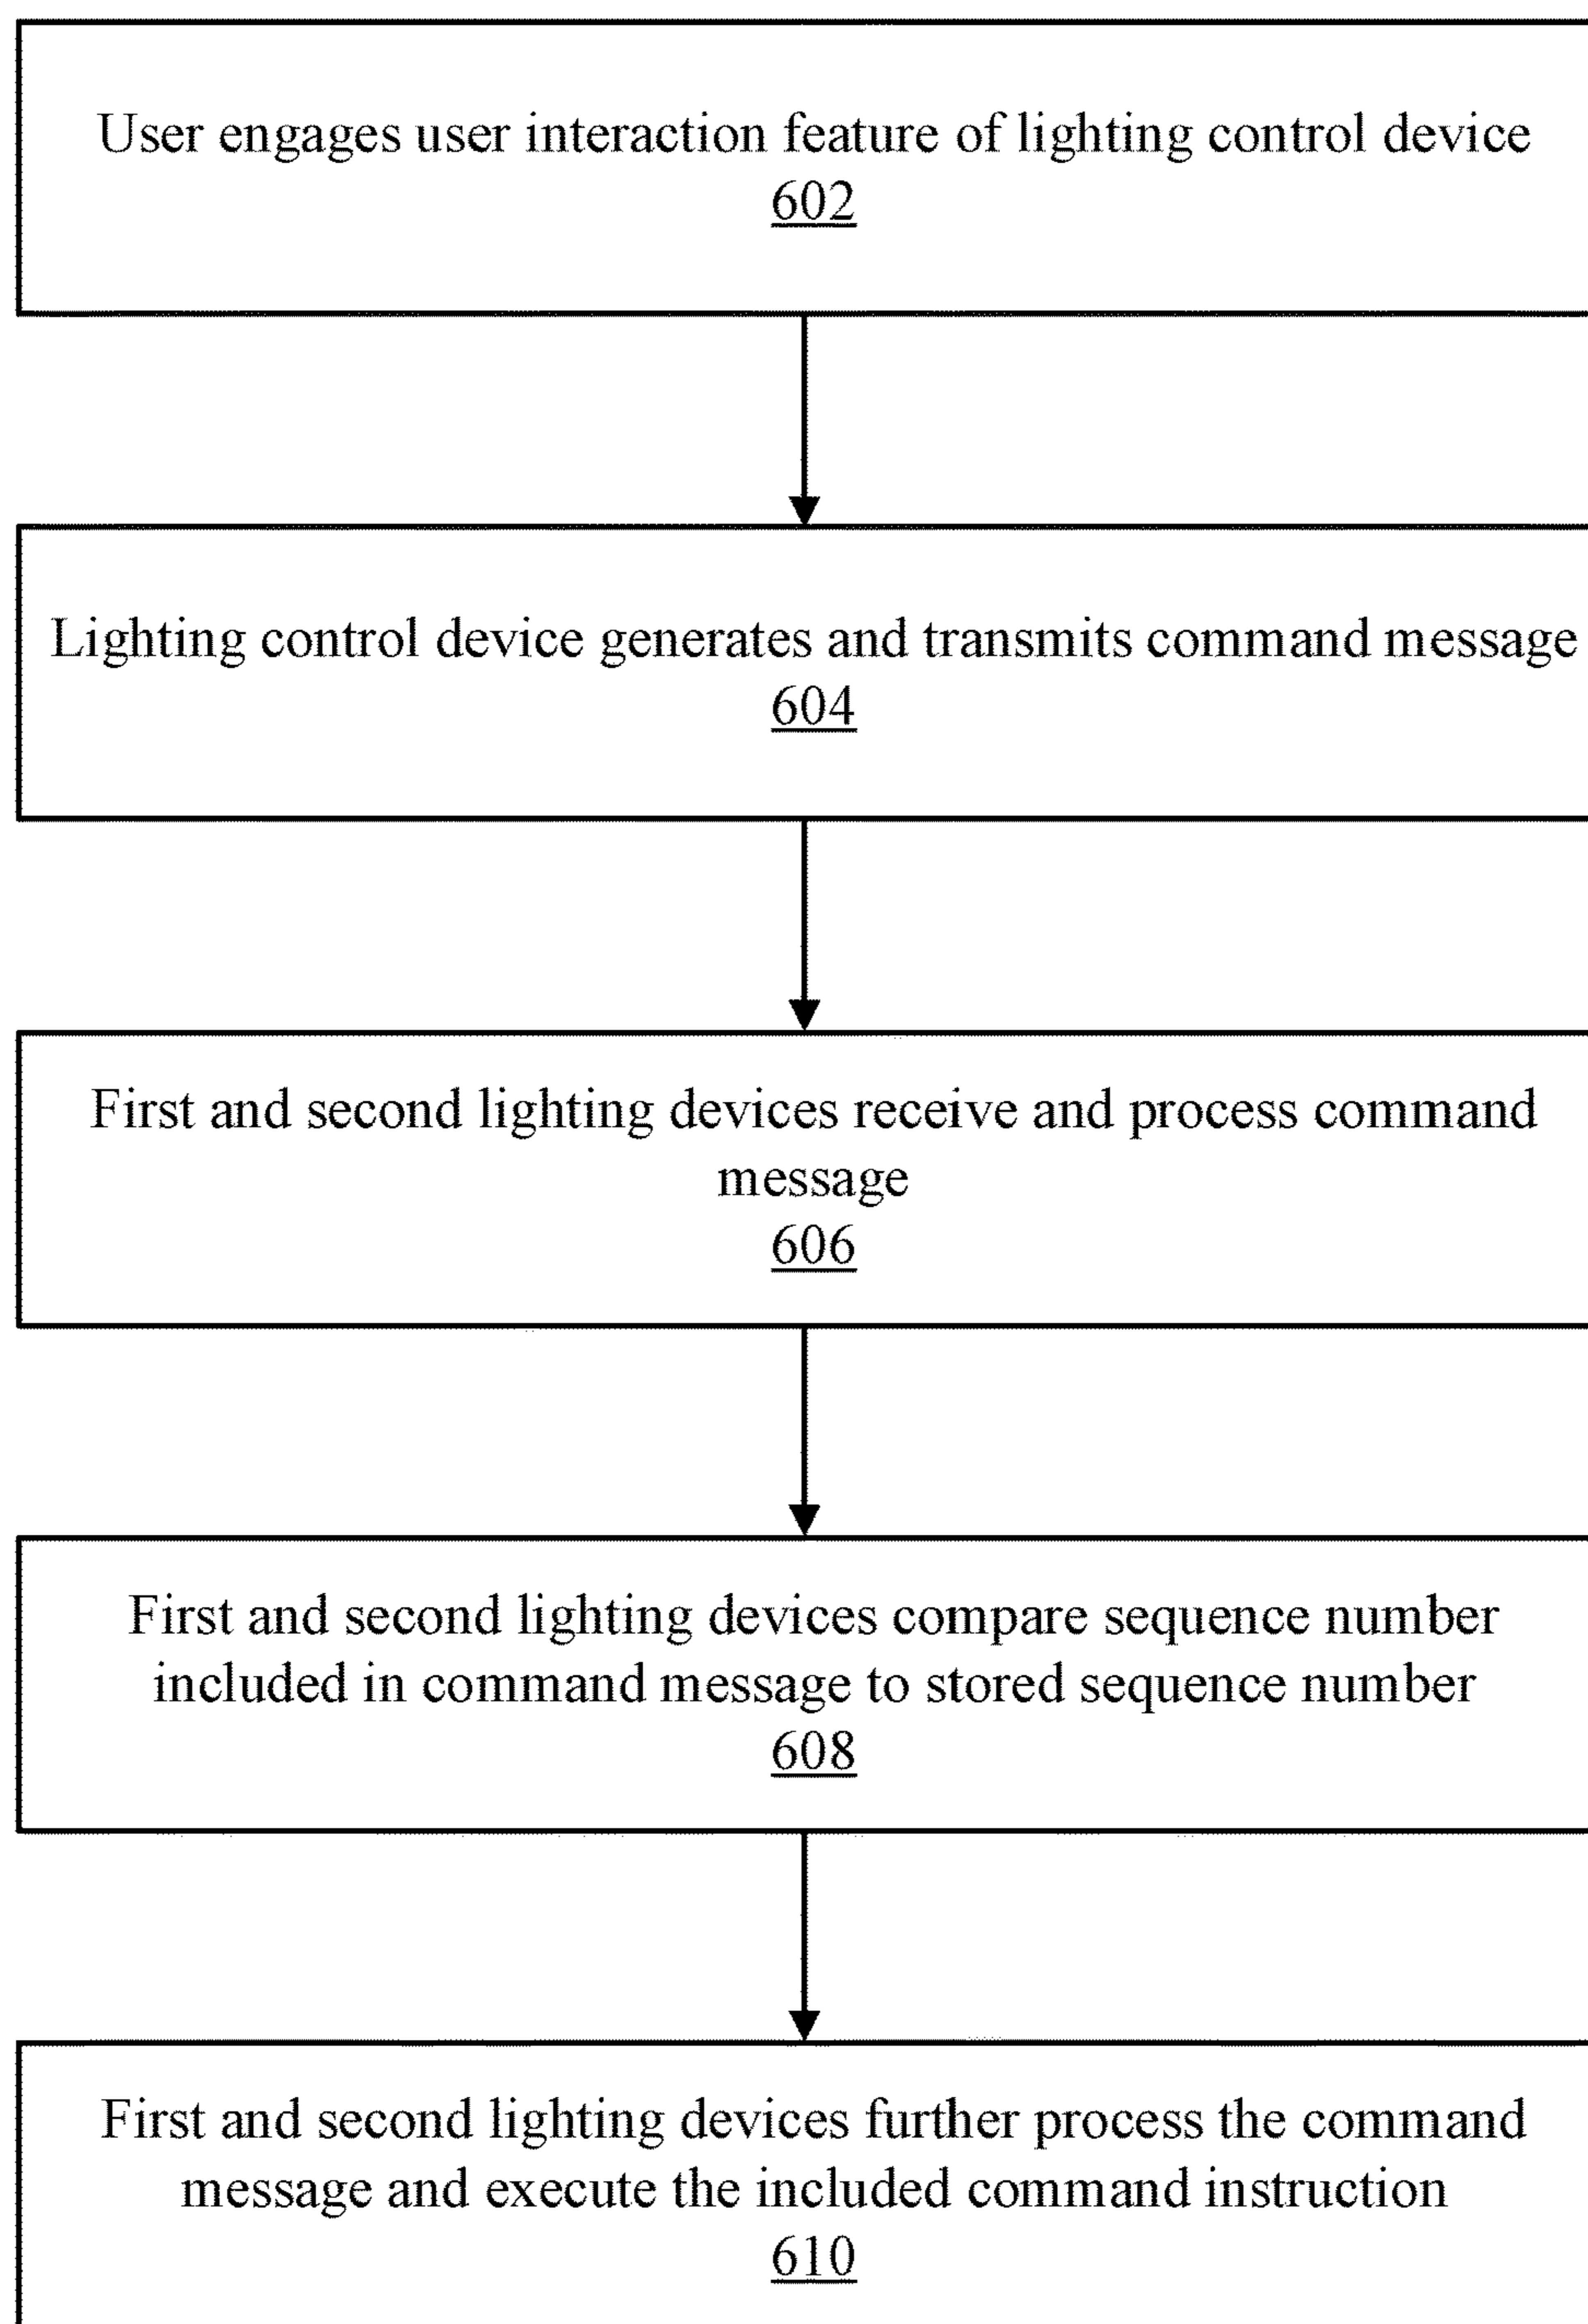 User engages user interaction feature of lighting control device
602
Lighting control device generates and transmits command message
604
First and second lighting devices receive and process command
message
606
First and second lighting devices compare sequence number
included in command message to stored sequence number
608
First and second lighting devices further process the command
message and execute the included command instruction
610